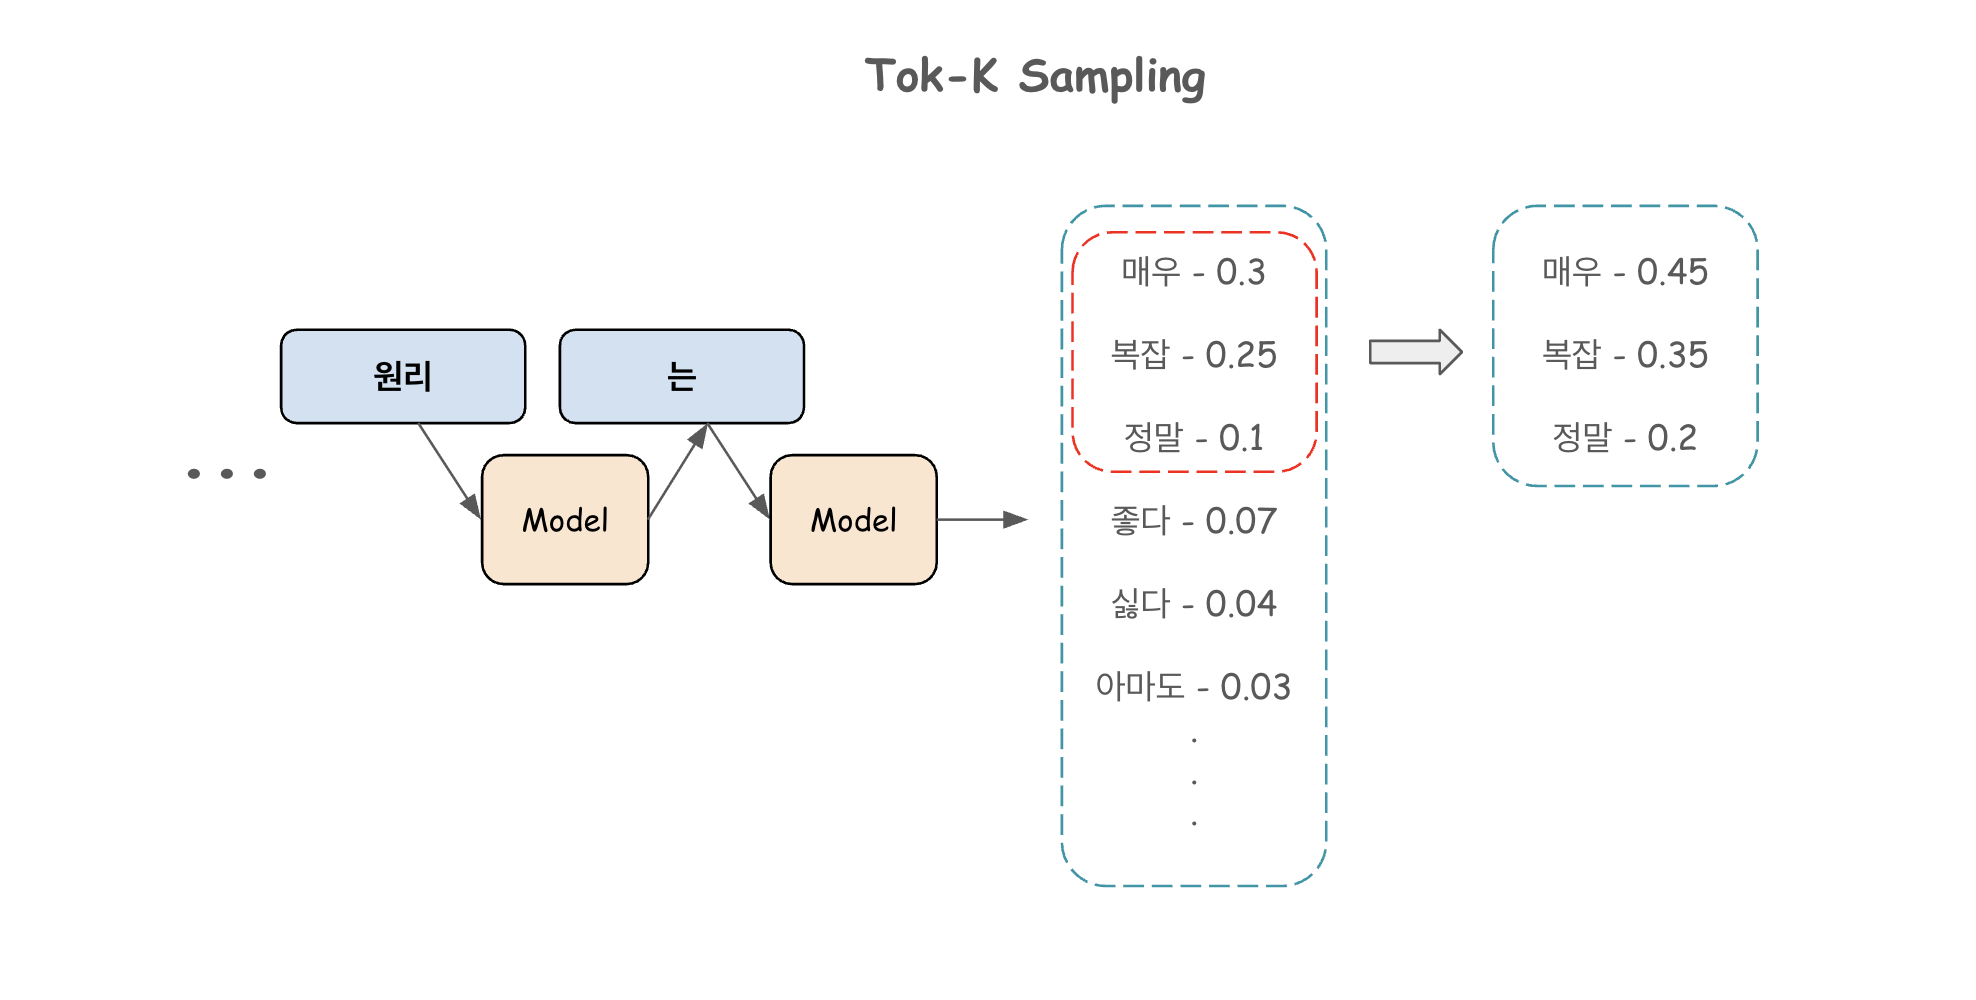 Tok-K Sampling
원리
는
Model
Model
매우 - 0.3
복잡 - 0.25
정말 - 0.1
좋다 - 0.07
싫다 - 0.04
아마도 - 0.03
.
.
.
매우 - 0.45
복잡 - 0.35
정말 - 0.2